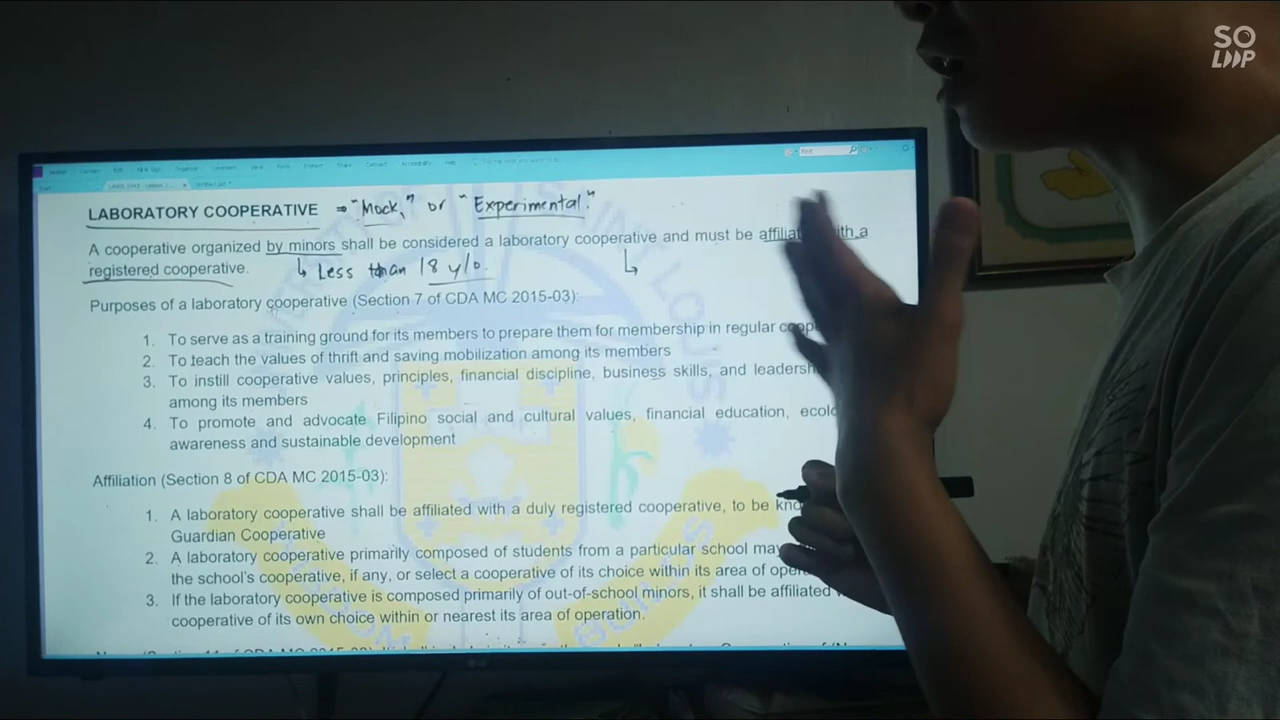 SO
LOOP
LABORATORY COOPERATIVE ⇒ "Mock," or "Experimental."
A cooperative organized by minors shall be considered a laboratory cooperative and must be with a
registered cooperative. ↳ Less than 18 y/o. ↳
Purposes of a laboratory cooperative (Section 7 of CDA MC 2015-03):
1. To serve as a training ground for its members to prepare them for membership in regular
2. To teach the values of thrift and saving mobilization among its members
3. To instill cooperative values, principles, financial discipline, business skills, and
among its members
4. To promote and advocate Filipino social and cultural values, financial education,
awareness and sustainable development
Affiliation (Section 8 of CDA MC 2015-03):
1. A laboratory cooperative shall be affiliated with a duly registered cooperative, to be
Guardian Cooperative
2. A laboratory cooperative primarily composed of students from a particular school may
the school's cooperative, if any, or select a cooperative of its choice within its area of
3. If the laboratory cooperative is composed primarily of out-of-school minors, it shall be affiliated
cooperative of its own choice within or nearest its area of operation.
LG